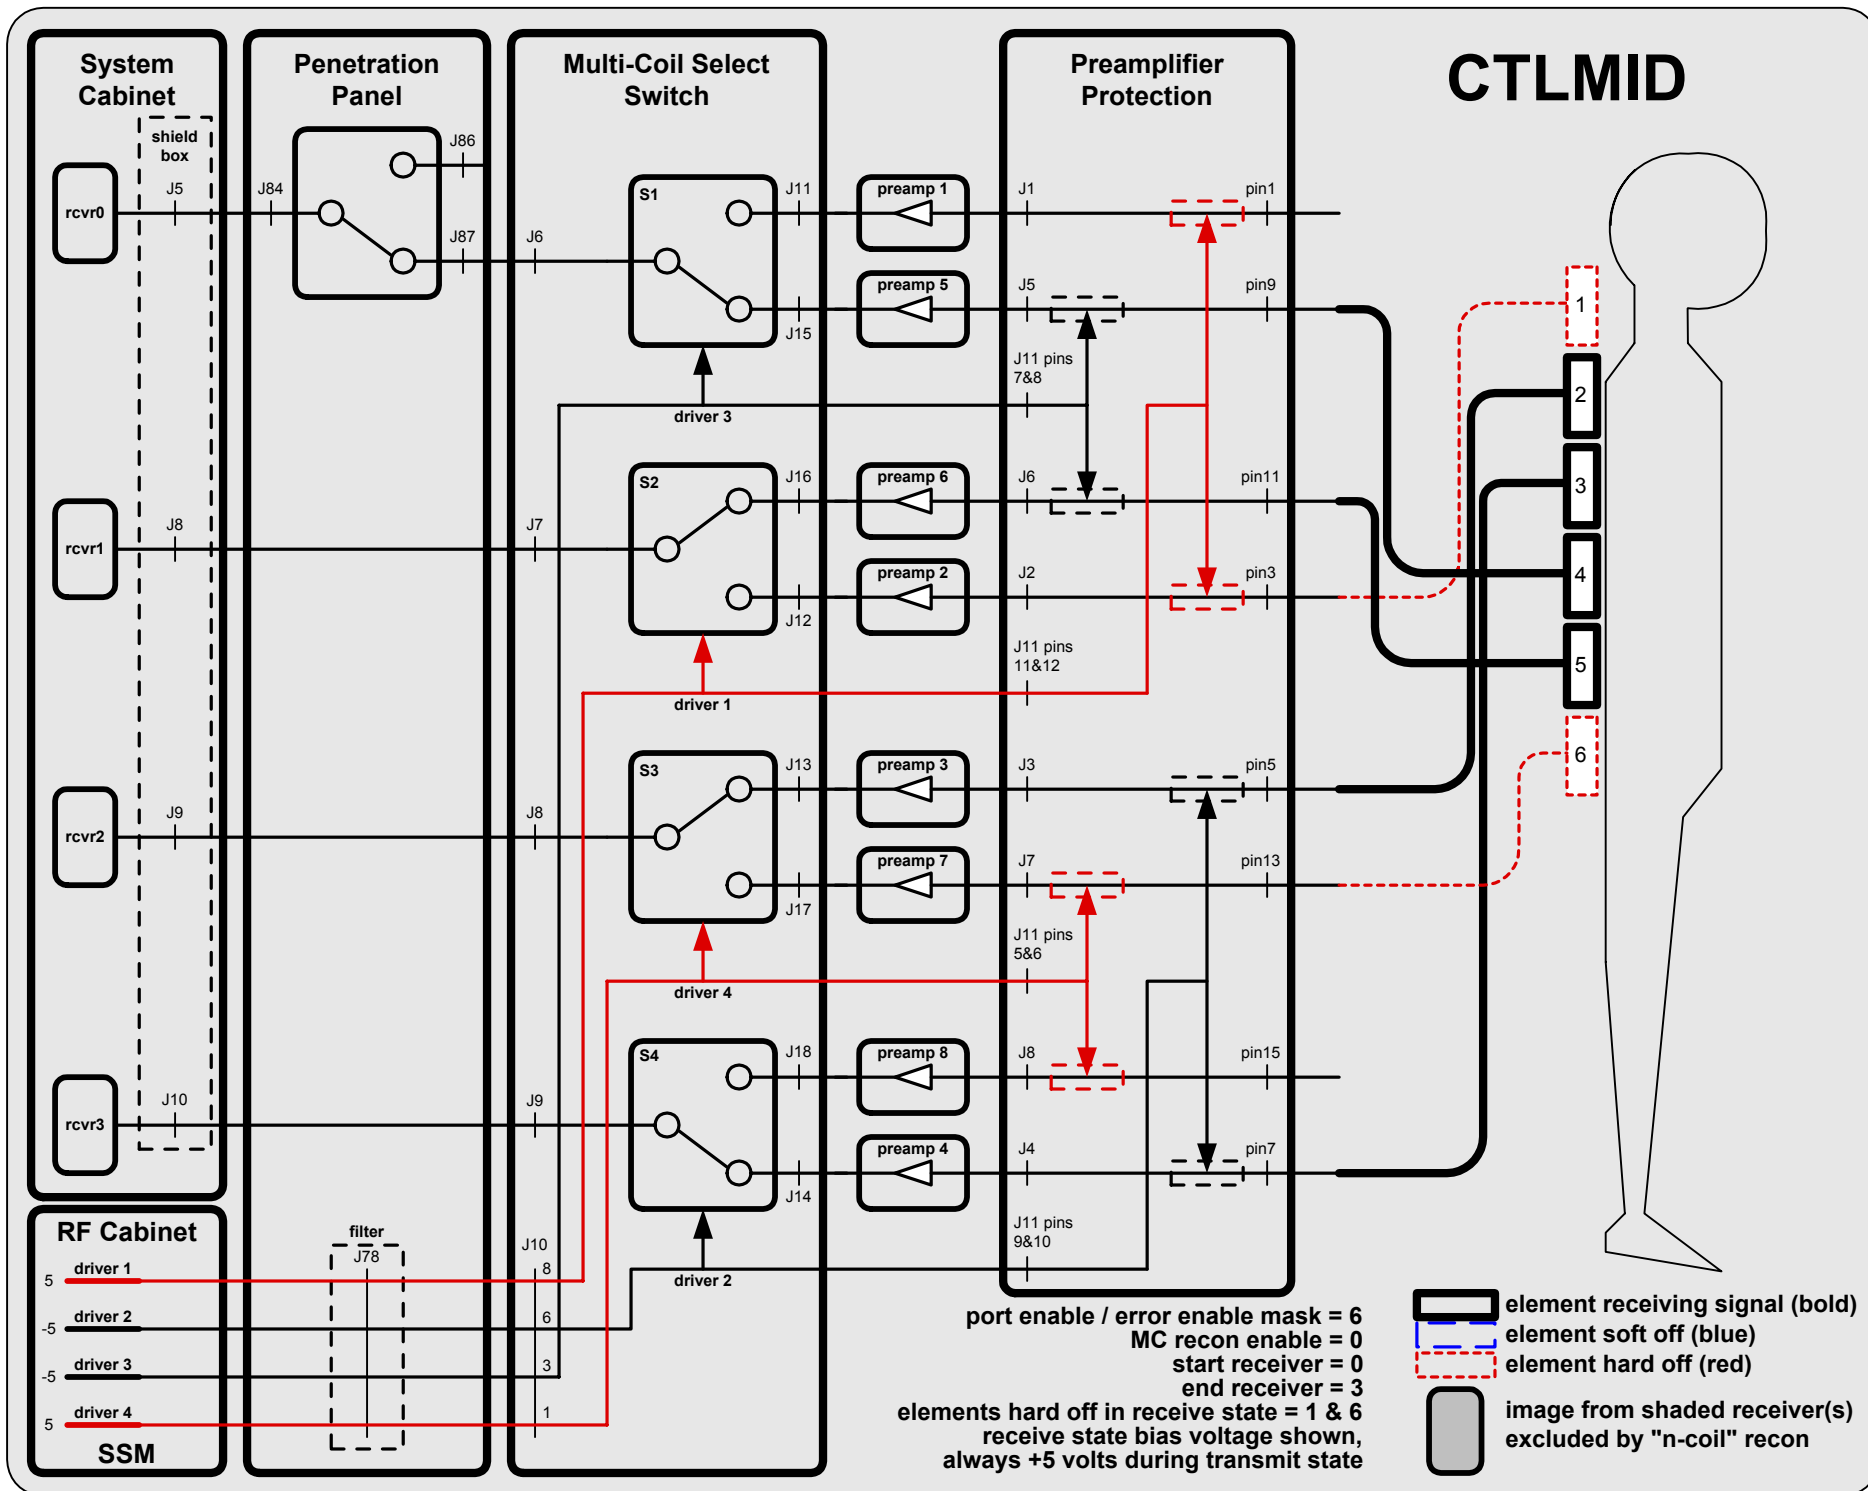 CTLMID
System
Cabinet
shield
box
rcvr0
J5
rcvr1
J8
rcvr2
J9
rcvr3
J10
Penetration
Panel
J84
J86
J87
Multi-Coil Select
Switch
J6
S1
J11
J15
driver 3
J7
S2
J16
J12
driver 1
J8
S3
J13
J17
driver 4
J9
S4
J18
J14
driver 2
preamp 1
preamp 5
preamp 6
preamp 2
preamp 3
preamp 7
preamp 8
preamp 4
Preamplifier
Protection
J1
pin1
J5
pin9
J11 pins
7&8
J6
pin11
J2
pin3
J11 pins
11&12
J3
pin5
J7
pin13
J11 pins
5&6
J8
pin15
J4
pin7
J11 pins
9&10
1
2
3
4
5
6
RF Cabinet
5 driver 1
-5 driver 2
-5 driver 3
5 driver 4
SSM
filter
J78
J10
8
6
3
1
port enable / error enable mask = 6
MC recon enable = 0
start receiver = 0
end receiver = 3
elements hard off in receive state = 1 & 6
receive state bias voltage shown,
always +5 volts during transmit state
element receiving signal (bold)
element soft off (blue)
element hard off (red)
image from shaded receiver(s)
excluded by "n-coil" recon